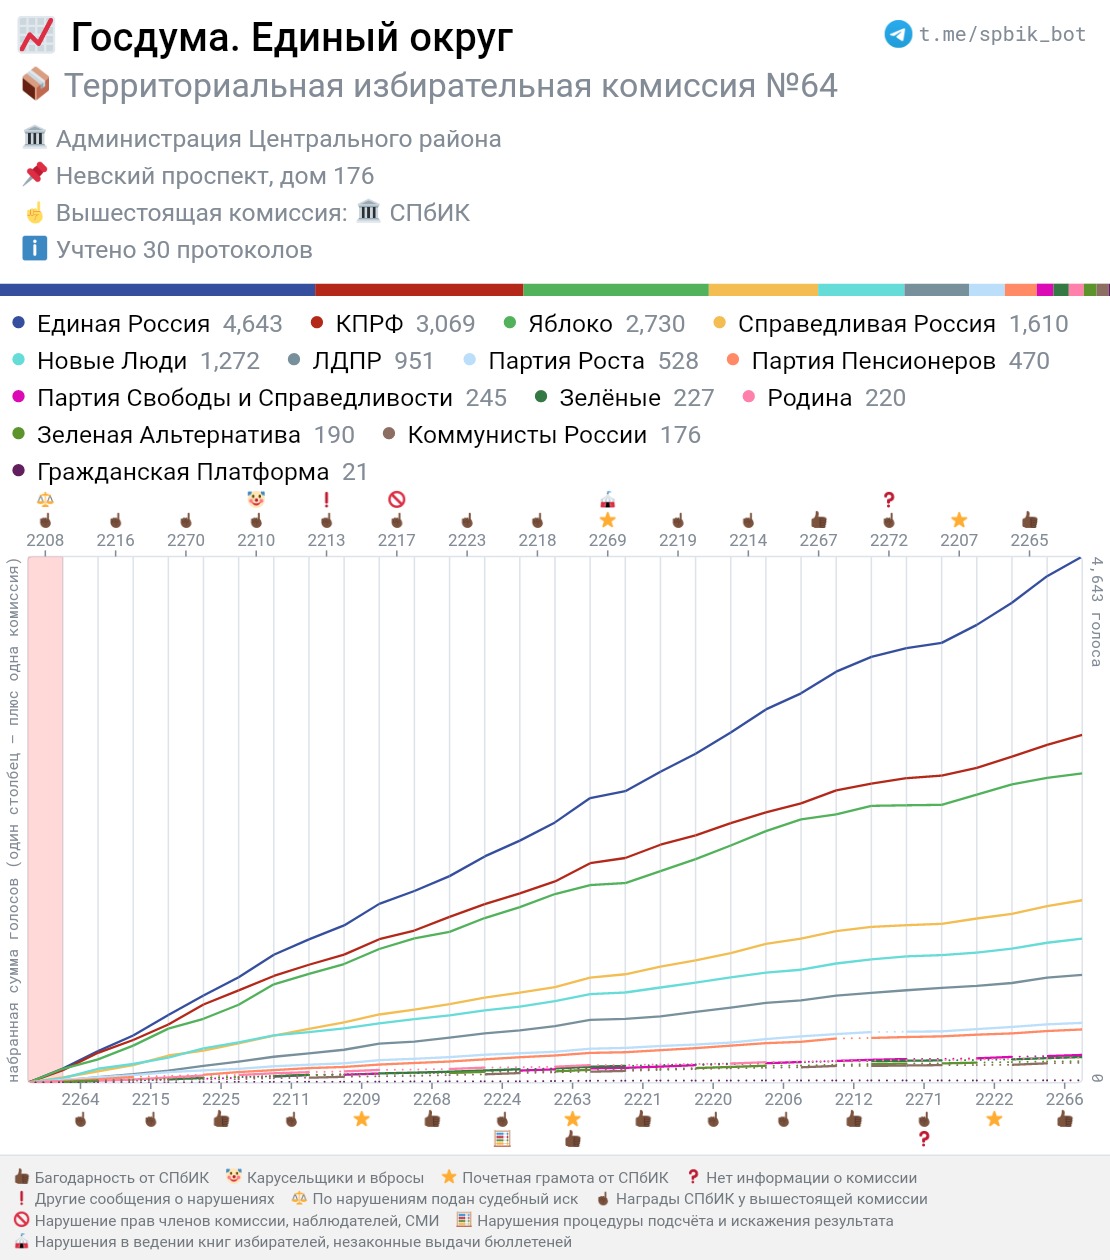 Госдума. Единый округ
t.me/spbik_bot
Территориальная избирательная комиссия №64
Администрация Центрального района
Невский проспект, дом 176
Вышестоящая комиссия: СПбИК
Учтено 30 протоколов
Единая Россия 4,643 КПРФ 3,069 Яблоко 2,730 Справедливая Россия 1,610
Новые Люди 1,272 ЛДПР 951 Партия Роста 528 Партия Пенсионеров 470
Партия Свободы и Справедливости 245 Зелёные 227 Родина 220
Зеленая Альтернатива 190 Коммунисты России 176
Гражданская Платформа 21
2208 2216 2270 2210 2213 2217 2223 2218 2269 2219 2214 2267 2272 2207 2265
набранная сумма голосов (один столбец — плюс одна комиссия)
4,643 голоса
0
2264 2215 2225 2211 2209 2268 2224 2263 2221 2220 2206 2212 2271 2222 2266
Багодарность от СПбИК Карусельщики и вбросы Почетная грамота от СПбИК Нет информации о комиссии
Другие сообщения о нарушениях По нарушениям подан судебный иск Награды СПбИК у вышестоящей комиссии
Нарушение прав членов комиссии, наблюдателей, СМИ Нарушения процедуры подсчёта и искажения результата
Нарушения в ведении книг избирателей, незаконные выдачи бюллетеней